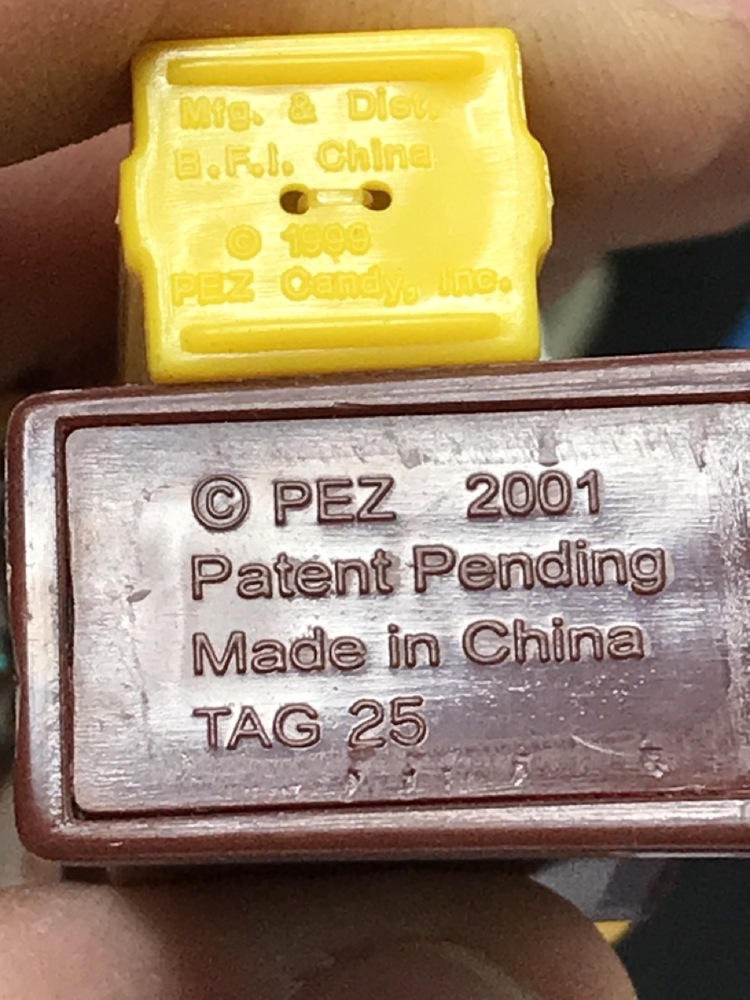 Mfg. & Dist.
B.F.I. China
© 1999
PEZ Candy, Inc.
© PEZ 2001
Patent Pending
Made in China
TAG 25